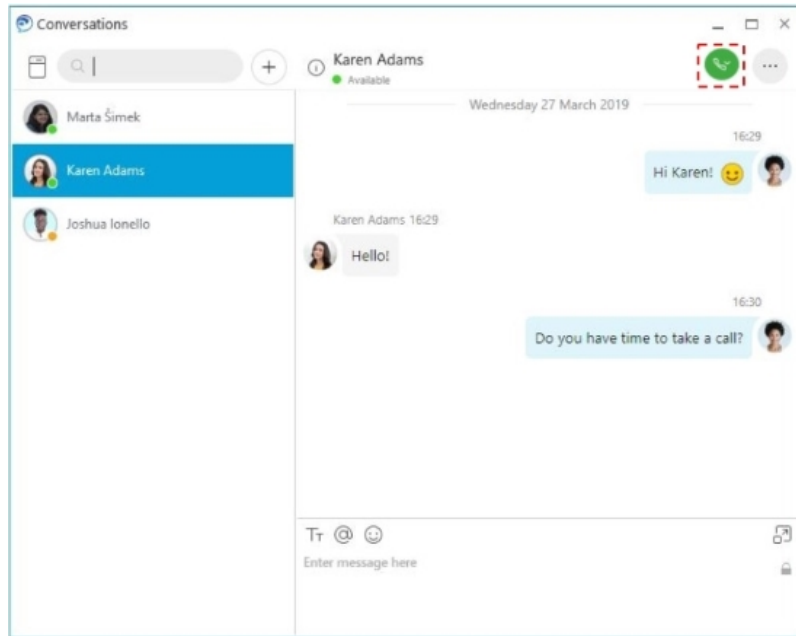 Conversations
Karen Adams
Available
Marta Šimek
Karen Adams
Joshua Ionello
Wednesday 27 March 2019
16:29
Hi Karen!
Karen Adams 16:29
Hello!
16:30
Do you have time to take a call?
Tт @
Enter message here